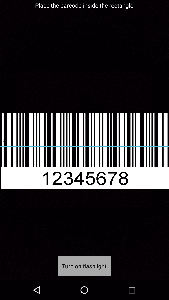 Place the barcode inside the rectangle.
12345678
Turn on flashlight